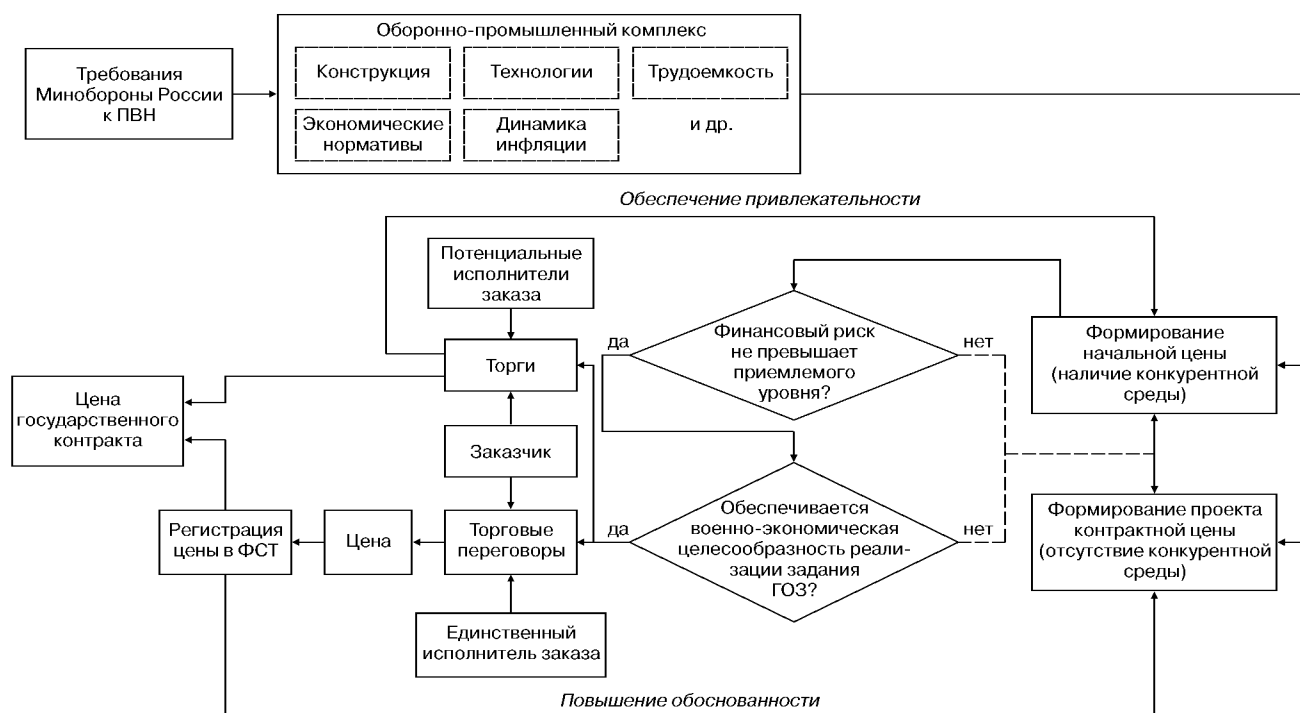 Оборонно-промышленный комплекс
Требования
Минобороны России
к ПВН
Конструкция
Технологии
Трудоемкость
Экономические
нормативы
Динамика
инфляции
и др.
Обеспечение привлекательности
Потенциальные
исполнители
заказа
Торги
да
Финансовый риск
не превышает
приемлемого
уровня?
нет
Формирование
начальной цены
(наличие конкурентной
среды)
Цена
государственного
контракта
Заказчик
Регистрация
цены в ФСТ
Цена
Торговые
переговоры
да
Обеспечивается
военно-экономическая
целесообразность реали-
зации задания
ГОЗ?
нет
Формирование проекта
контрактной цены
(отсутствие конкурентной
среды)
Единственный
исполнитель заказа
Повышение обоснованности